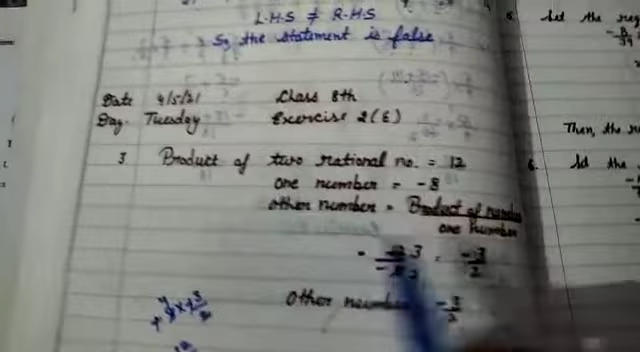 L.H.S ≠ R.H.S
So, the statement is false
Date 4/5/21 Class 8th
Day. Tuesday Exercise 2(E)
3 Product of two rational no. = 12
one number = -8
other number = Product of
one number
= -3/2
Other number -3/2
8. Let the
Then, the
6. Let the